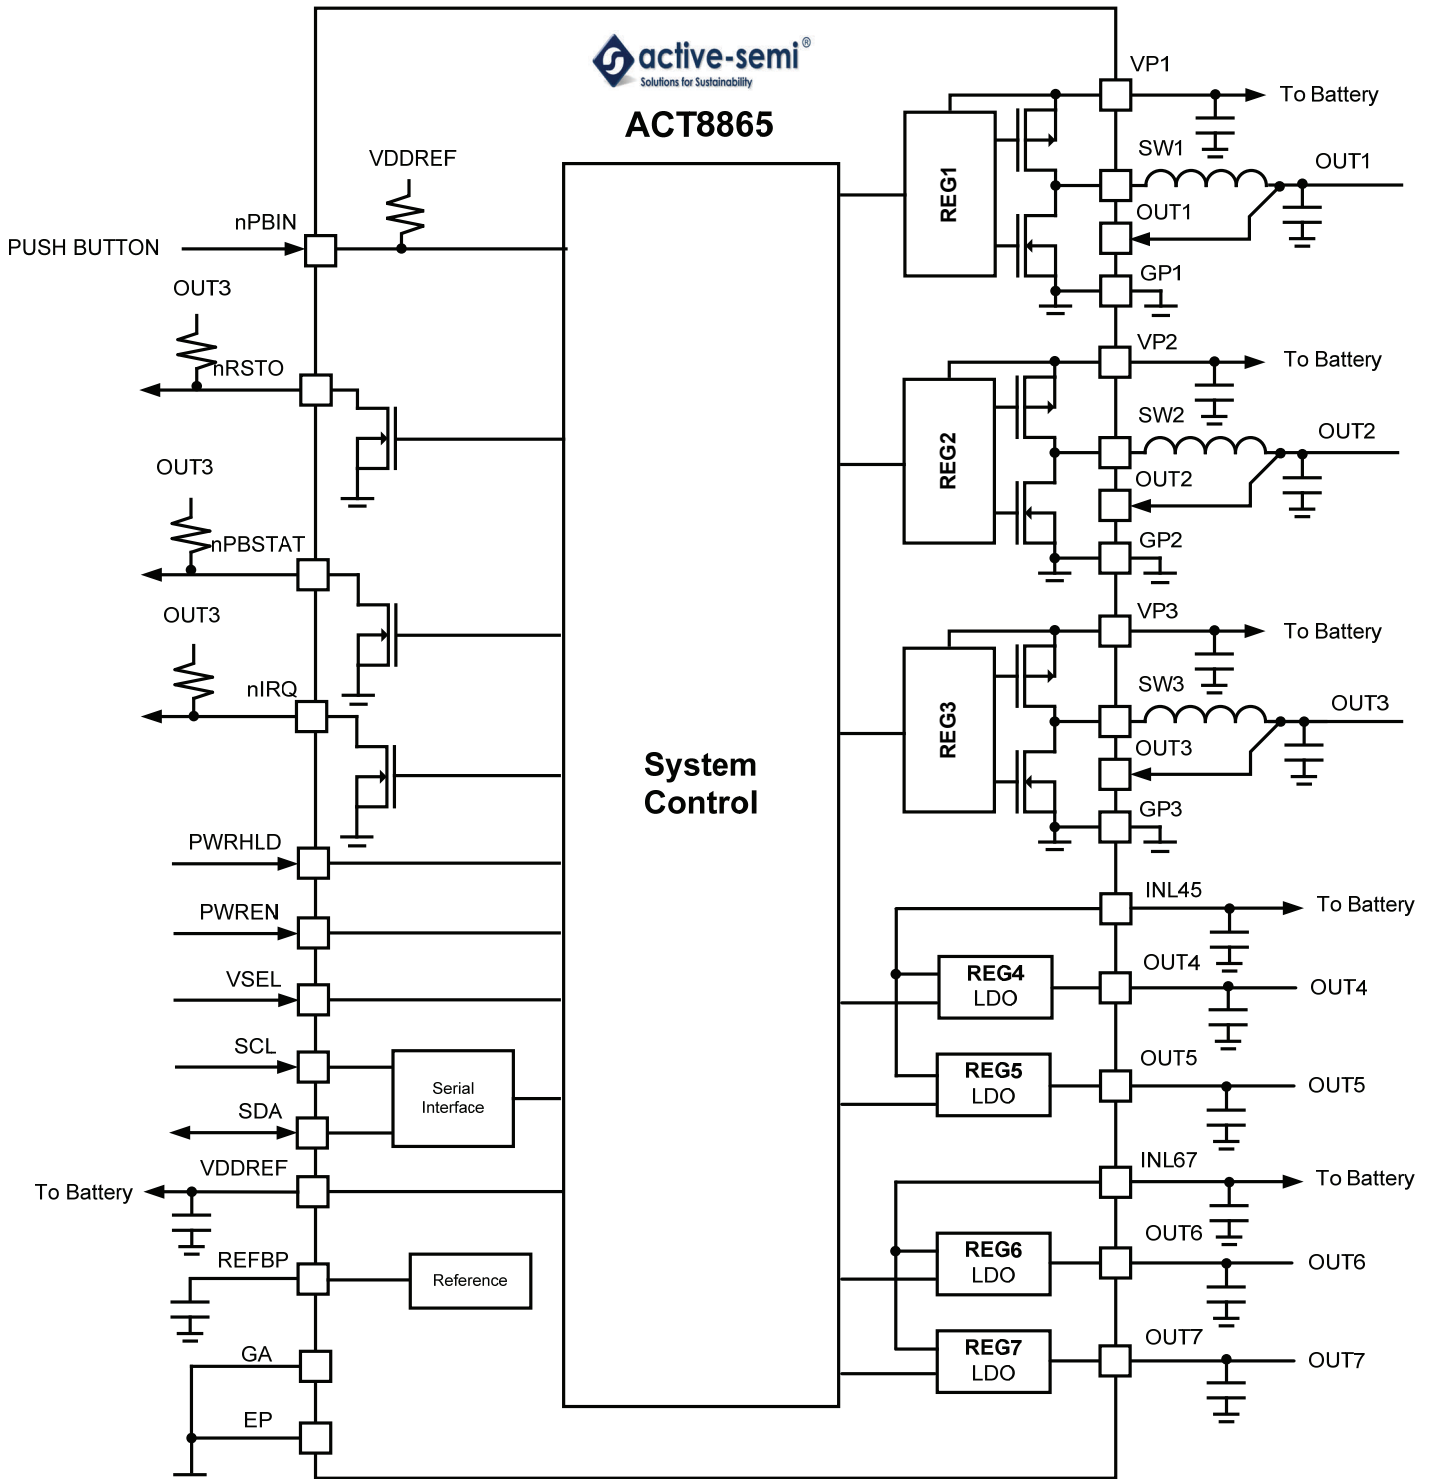 active-semi®
Solutions for Sustainability
ACT8865
VDDREF
nPBIN
PUSH BUTTON
OUT3
nRSTO
OUT3
nPBSTAT
OUT3
nIRQ
PWRHLD
PWREN
VSEL
SCL
SDA
Serial
Interface
VDDREF
To Battery
REFBP
Reference
GA
EP
System
Control
VP1
To Battery
REG1
SW1
OUT1
OUT1
GP1
VP2
To Battery
REG2
SW2
OUT2
OUT2
GP2
VP3
To Battery
REG3
SW3
OUT3
OUT3
GP3
INL45
To Battery
REG4
LDO
OUT4
OUT4
REG5
LDO
OUT5
OUT5
INL67
To Battery
REG6
LDO
OUT6
OUT6
REG7
LDO
OUT7
OUT7